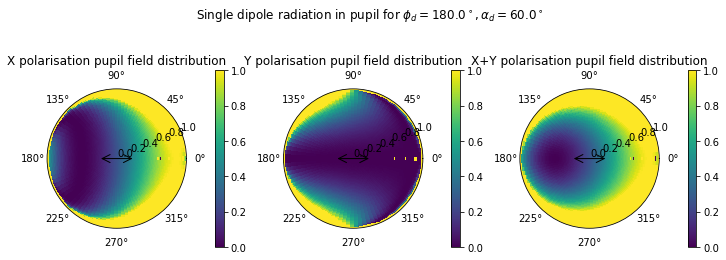 Single dipole radiation in pupil for ϕ_d = 180.0°, α_d = 60.0°
X polarisation pupil field distribution
Y polarisation pupil field distribution
X+Y polarisation pupil field distribution
90° 135° 45° 180° 0° 225° 315° 270°
0.0 0.2 0.4 0.6 0.8 1.0
1.0 0.8 0.6 0.4 0.2 0.0
90° 135° 45° 180° 0° 225° 315° 270°
0.0 0.2 0.4 0.6 0.8 1.0
1.0 0.8 0.6 0.4 0.2 0.0
90° 135° 45° 180° 0° 225° 315° 270°
0.0 0.2 0.4 0.6 0.8 1.0
1.0 0.8 0.6 0.4 0.2 0.0